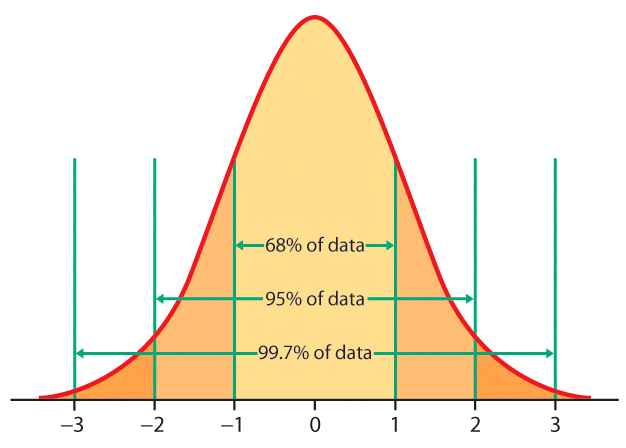 68% of data
95% of data
99.7% of data
−3 −2 −1 0 1 2 3